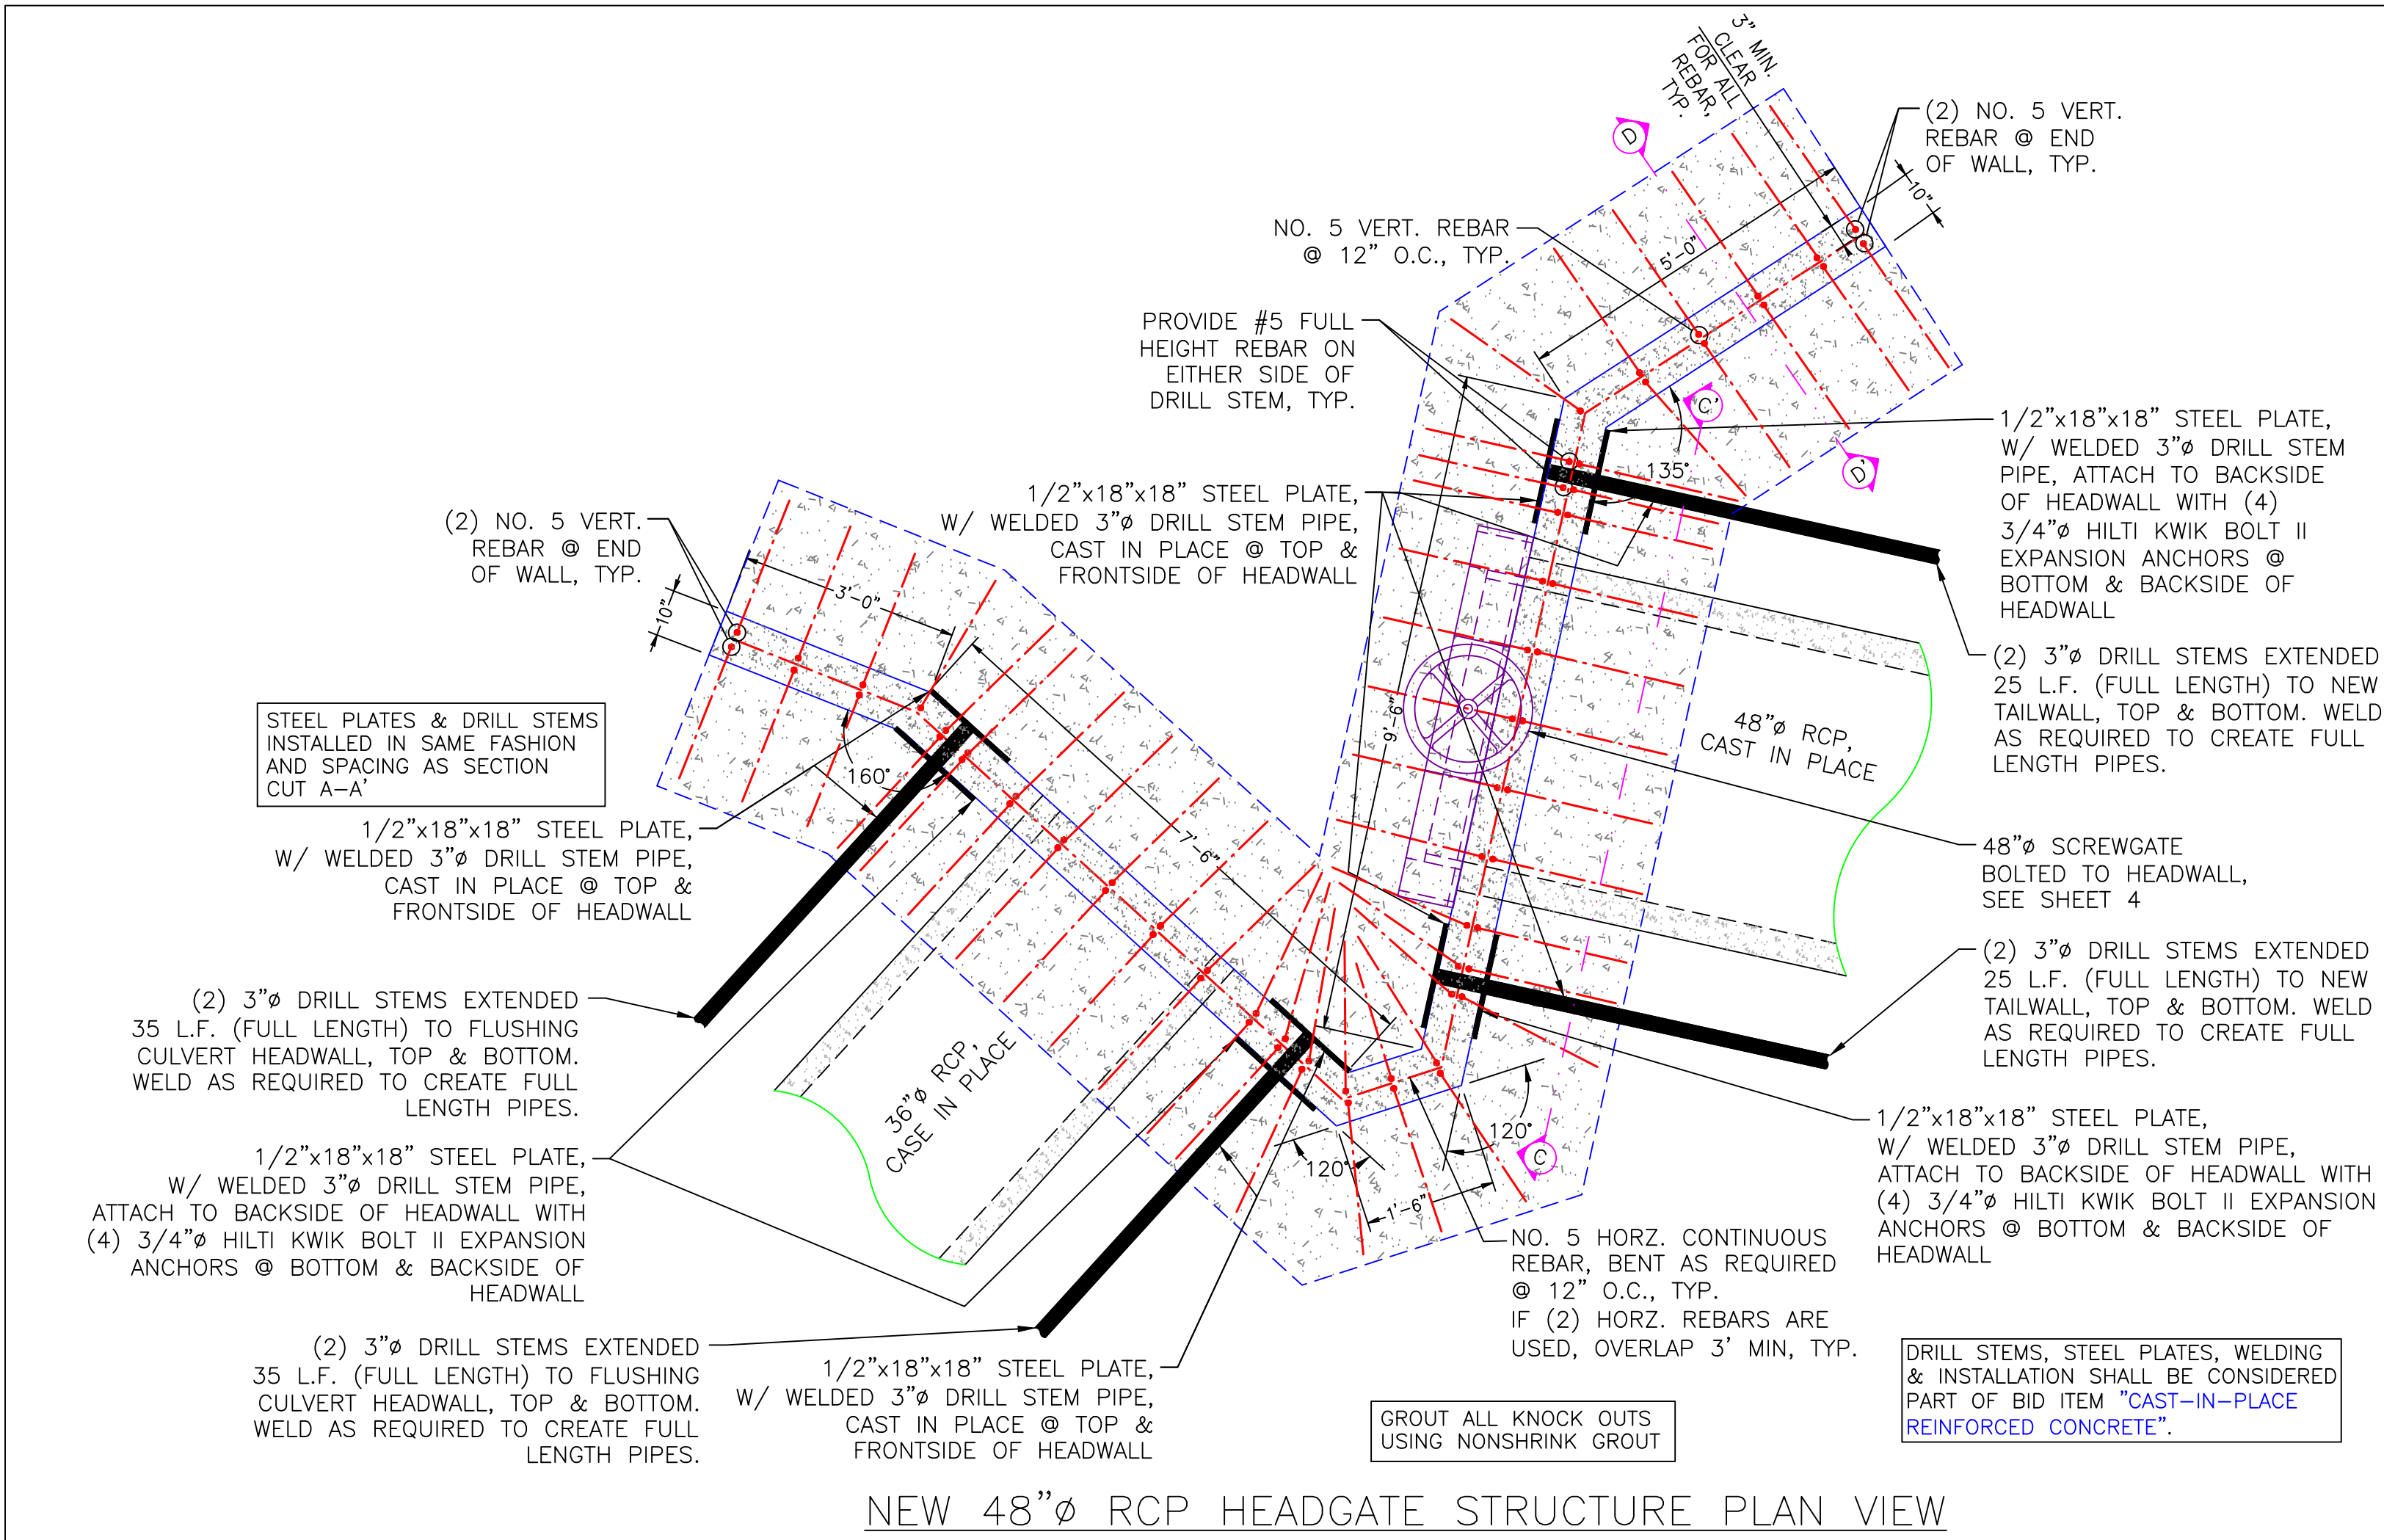 3" MIN.
CLEAR
FOR ALL
REBAR,
TYP.
D
(2) NO. 5 VERT.
REBAR @ END
OF WALL, TYP.
10"
NO. 5 VERT. REBAR
@ 12" O.C., TYP.
5'-0"
PROVIDE #5 FULL
HEIGHT REBAR ON
EITHER SIDE OF
DRILL STEM, TYP.
C'
D'
135°
1/2"x18"x18" STEEL PLATE,
W/ WELDED 3"ø DRILL STEM
PIPE, ATTACH TO BACKSIDE
OF HEADWALL WITH (4)
3/4"ø HILTI KWIK BOLT II
EXPANSION ANCHORS @
BOTTOM & BACKSIDE OF
HEADWALL
1/2"x18"x18" STEEL PLATE,
W/ WELDED 3"ø DRILL STEM PIPE,
CAST IN PLACE @ TOP &
FRONTSIDE OF HEADWALL
(2) NO. 5 VERT.
REBAR @ END
OF WALL, TYP.
10"
3'-0"
(2) 3"ø DRILL STEMS EXTENDED
25 L.F. (FULL LENGTH) TO NEW
TAILWALL, TOP & BOTTOM. WELD
AS REQUIRED TO CREATE FULL
LENGTH PIPES.
STEEL PLATES & DRILL STEMS
INSTALLED IN SAME FASHION
AND SPACING AS SECTION
CUT A-A'
160°
9'-6"
48"ø RCP,
CAST IN PLACE
1/2"x18"x18" STEEL PLATE,
W/ WELDED 3"ø DRILL STEM PIPE,
CAST IN PLACE @ TOP &
FRONTSIDE OF HEADWALL
7'-6"
48"ø SCREWGATE
BOLTED TO HEADWALL,
SEE SHEET 4
(2) 3"ø DRILL STEMS EXTENDED
25 L.F. (FULL LENGTH) TO NEW
TAILWALL, TOP & BOTTOM. WELD
AS REQUIRED TO CREATE FULL
LENGTH PIPES.
(2) 3"ø DRILL STEMS EXTENDED
35 L.F. (FULL LENGTH) TO FLUSHING
CULVERT HEADWALL, TOP & BOTTOM.
WELD AS REQUIRED TO CREATE FULL
LENGTH PIPES.
36"ø RCP,
CASE IN PLACE
120°
120°
1'-6"
C
1/2"x18"x18" STEEL PLATE,
W/ WELDED 3"ø DRILL STEM PIPE,
ATTACH TO BACKSIDE OF HEADWALL WITH
(4) 3/4"ø HILTI KWIK BOLT II EXPANSION
ANCHORS @ BOTTOM & BACKSIDE OF
HEADWALL
1/2"x18"x18" STEEL PLATE,
W/ WELDED 3"ø DRILL STEM PIPE,
ATTACH TO BACKSIDE OF HEADWALL WITH
(4) 3/4"ø HILTI KWIK BOLT II EXPANSION
ANCHORS @ BOTTOM & BACKSIDE OF
HEADWALL
NO. 5 HORZ. CONTINUOUS
REBAR, BENT AS REQUIRED
@ 12" O.C., TYP.
IF (2) HORZ. REBARS ARE
USED, OVERLAP 3' MIN, TYP.
(2) 3"ø DRILL STEMS EXTENDED
35 L.F. (FULL LENGTH) TO FLUSHING
CULVERT HEADWALL, TOP & BOTTOM.
WELD AS REQUIRED TO CREATE FULL
LENGTH PIPES.
1/2"x18"x18" STEEL PLATE,
W/ WELDED 3"ø DRILL STEM PIPE,
CAST IN PLACE @ TOP &
FRONTSIDE OF HEADWALL
DRILL STEMS, STEEL PLATES, WELDING
& INSTALLATION SHALL BE CONSIDERED
PART OF BID ITEM "CAST-IN-PLACE
REINFORCED CONCRETE".
GROUT ALL KNOCK OUTS
USING NONSHRINK GROUT
NEW 48"ø RCP HEADGATE STRUCTURE PLAN VIEW